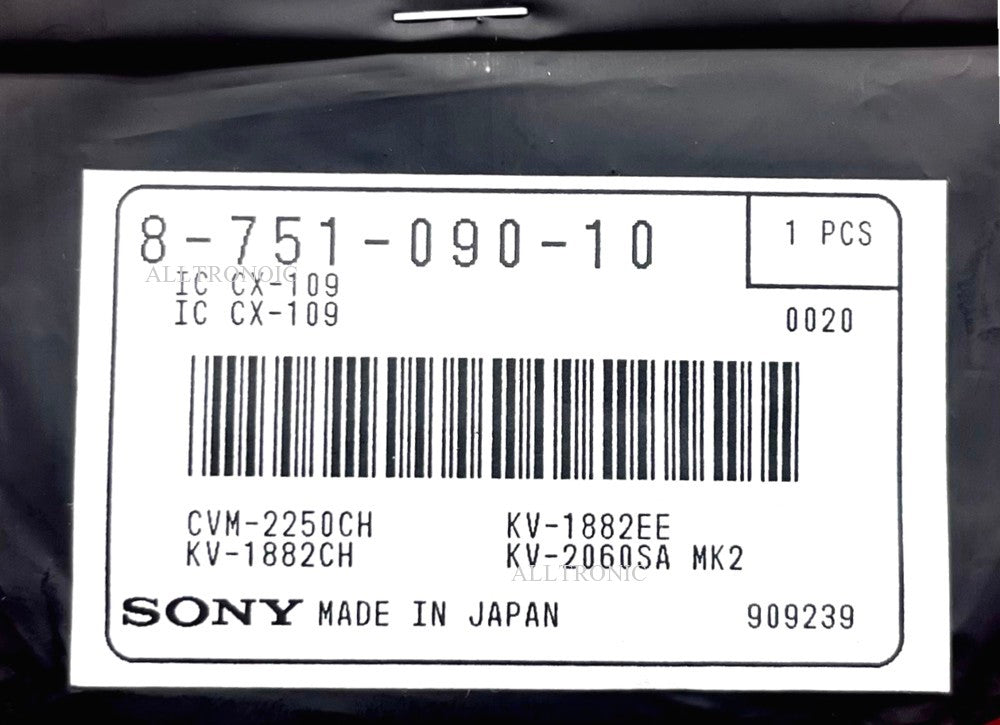 8-751-090-10
1 PCS
ALLTRONOIC
IC CX-109
IC CX-109
0020
CVM-2250CH KV-1882EE
KV-1882CH KV-2060SA MK2
ALLTRONIC
SONY MADE IN JAPAN 909239